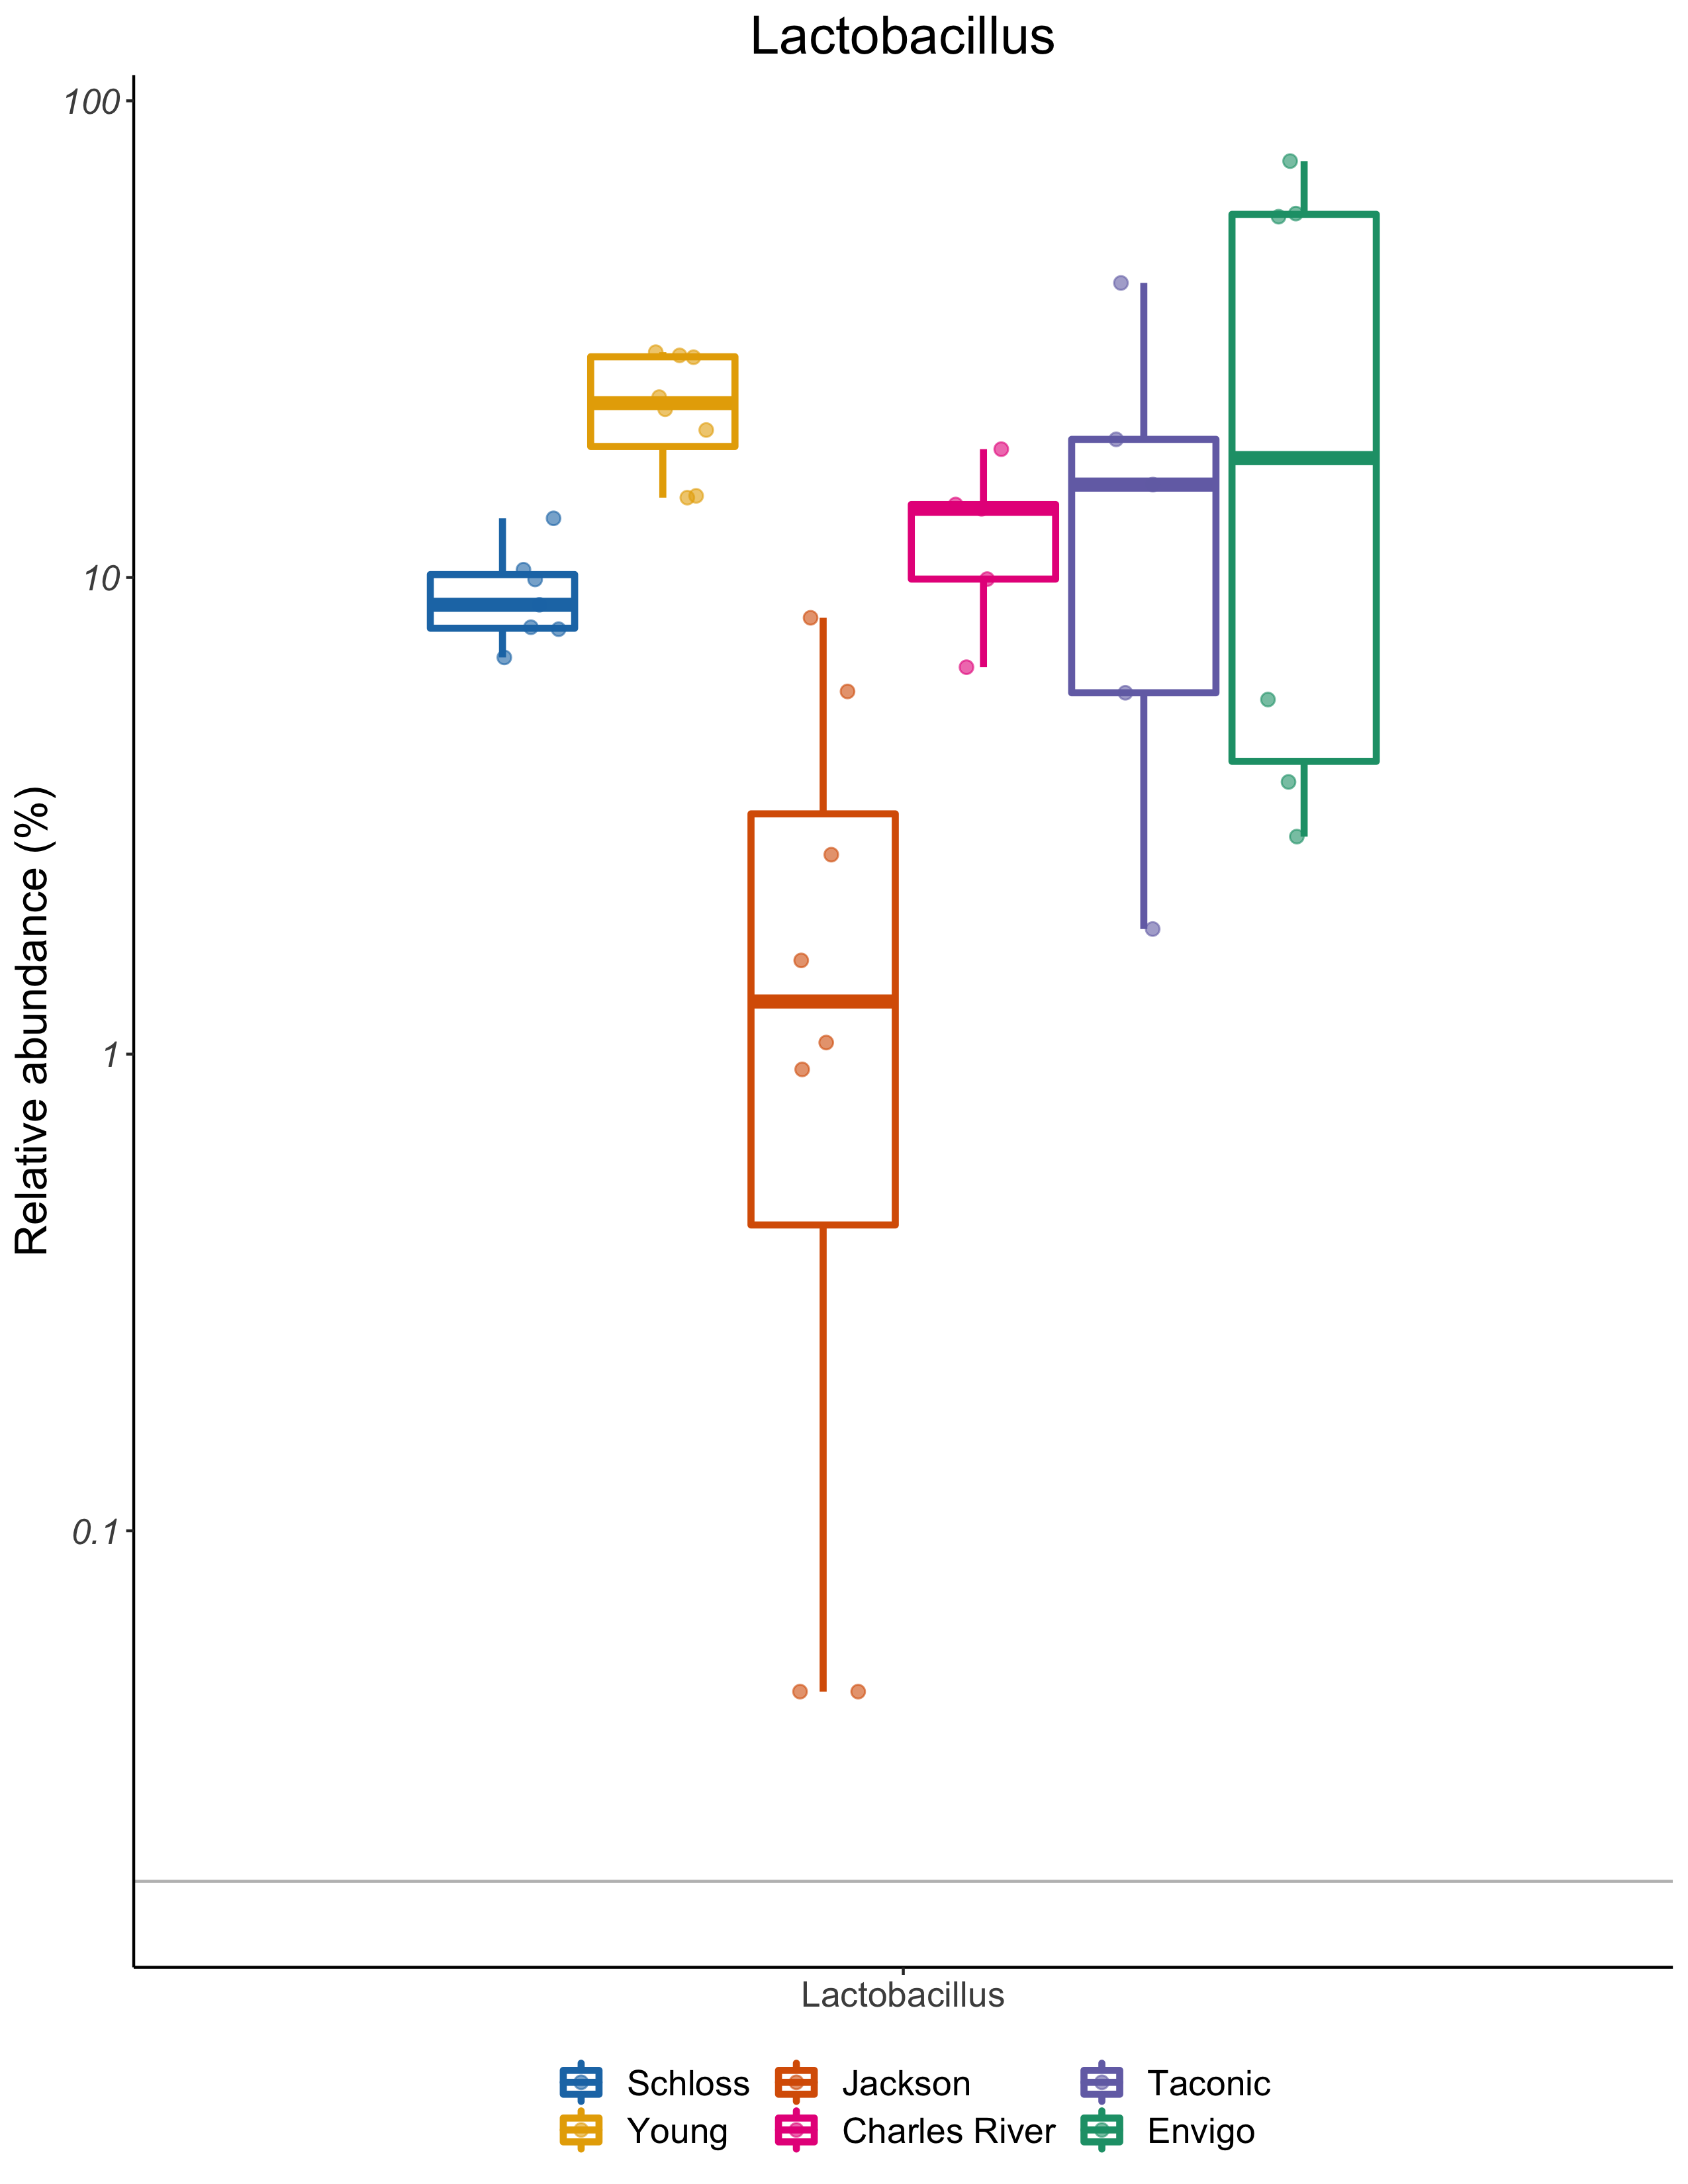 Lactobacillus
100
10
1
0.1
Relative abundance (%)
Lactobacillus
Schloss Jackson Taconic
Young Charles River Envigo